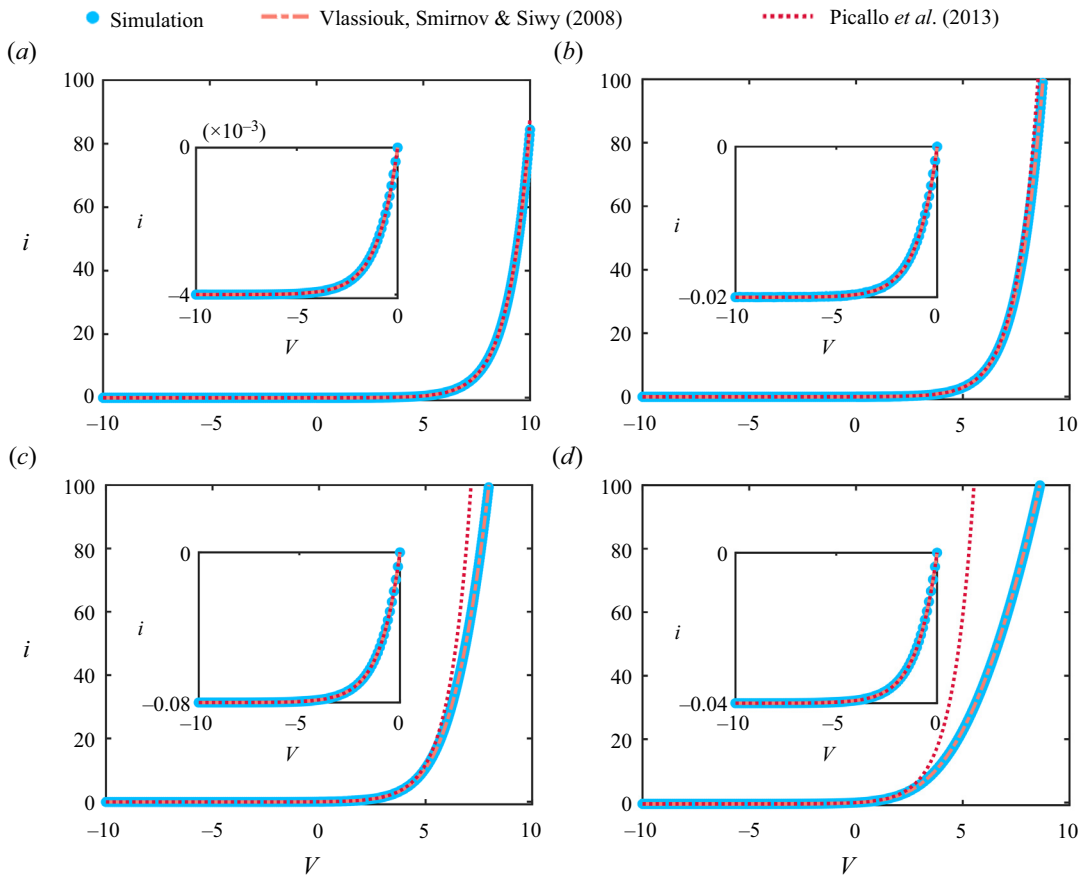 Simulation Vlassiouk, Smirnov & Siwy (2008) Picallo et al. (2013)
(a) (b)
100
80
60
40
20
0
i
–10 –5 0 5 10
(×10–3)
0
i
–4
–10 –5 0
V
100
80
60
40
20
0
–10 –5 0 5 10
0
i
–0.02
–10 –5 0
V
(c) (d)
100
80
60
40
20
0
i
–10 –5 0 5 10
V
0
i
–0.08
–10 –5 0
V
100
80
60
40
20
0
–10 –5 0 5 10
V
0
i
–0.04
–10 –5 0
V